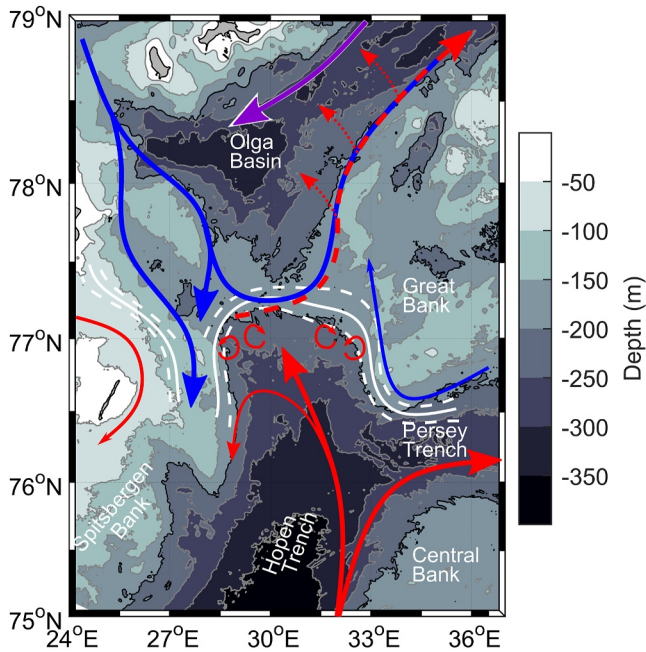 79°N
78°N
77°N
76°N
75°N
24°E
27°E
30°E
33°E
36°E
Olga
Basin
Great
Bank
Persey
Trench
Spitsbergen
Bank
Hopen
Trench
Central
Bank
-50
-100
-150
-200
-250
-300
-350
Depth (m)